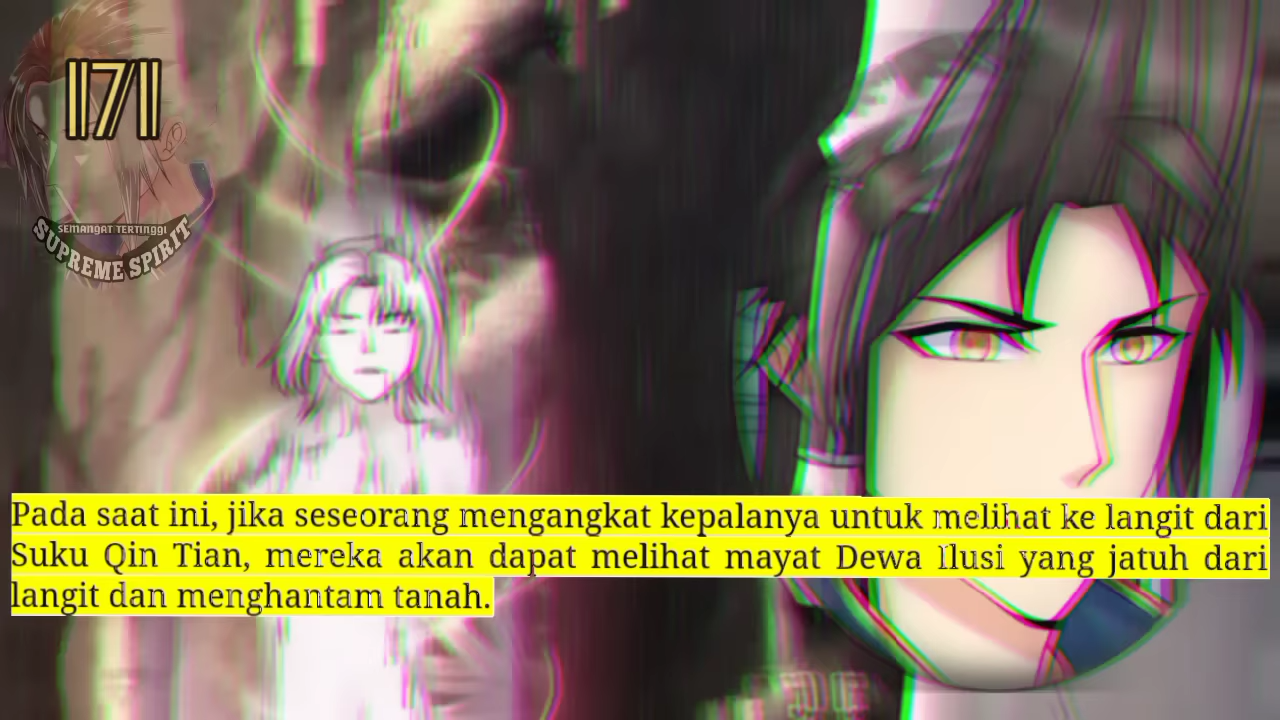 171
SEMANGAT TERTINGGI
SUPREME SPIRIT
Pada saat ini, jika seseorang mengangkat kepalanya untuk melihat ke langit dari
Suku Qin Tian, mereka akan dapat melihat mayat Dewa Ilusi yang jatuh dari
langit dan menghantam tanah.